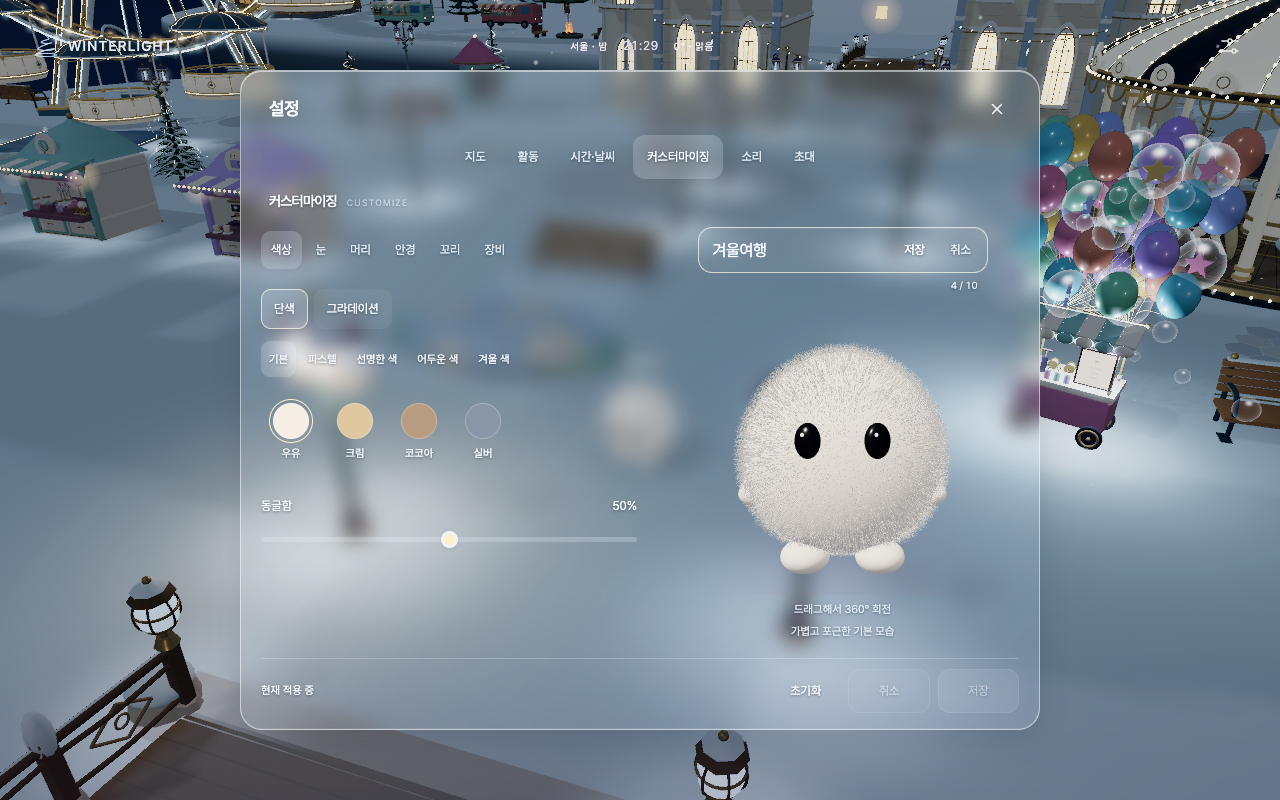 WINTERLIGHT
서울 · 밤 21:29 0° 맑음
설정
지도 활동 시간·날씨 커스터마이징 소리 초대
커스터마이징 CUSTOMIZE
색상 눈 머리 안경 꼬리 장비
겨울여행 저장 취소
4 / 10
단색 그라데이션
기본 파스텔 선명한 색 어두운 색 겨울 색
우유 크림 코코아 실버
둥글함 50%
드래그해서 360° 회전
가볍고 포근한 기본 모습
현재 적용 중 초기화 취소 저장